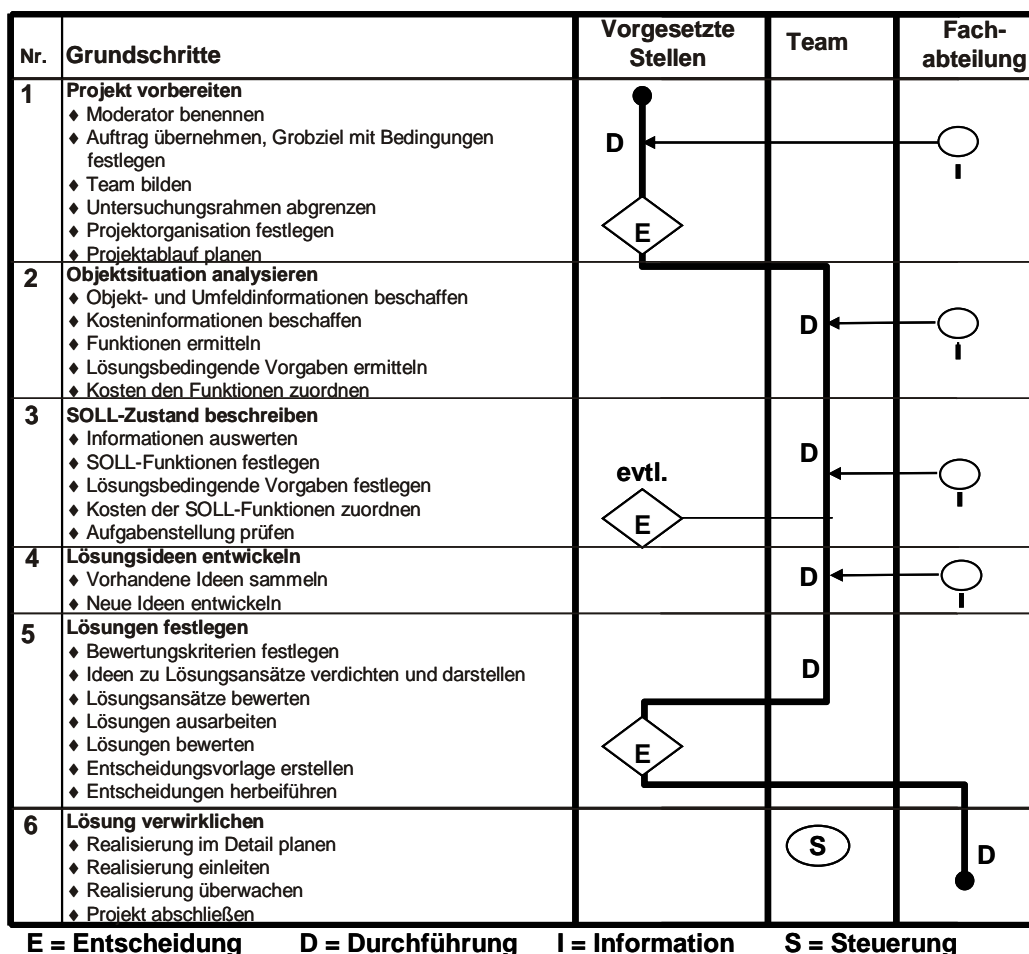 Nr. Grundschritte Vorgesetzte Stellen Team Fach-abteilung
1 Projekt vorbereiten
♦ Moderator benennen
♦ Auftrag übernehmen, Grobziel mit Bedingungen D
festlegen I
♦ Team bilden
♦ Untersuchungsrahmen abgrenzen
♦ Projektorganisation festlegen E
♦ Projektablauf planen
2 Objektsituation analysieren
♦ Objekt- und Umfeldinformationen beschaffen
♦ Kosteninformationen beschaffen D
♦ Funktionen ermitteln I
♦ Lösungsbedingende Vorgaben ermitteln
♦ Kosten den Funktionen zuordnen
3 SOLL-Zustand beschreiben
♦ Informationen auswerten
♦ SOLL-Funktionen festlegen evtl. D
♦ Lösungsbedingende Vorgaben festlegen I
♦ Kosten der SOLL-Funktionen zuordnen E
♦ Aufgabenstellung prüfen
4 Lösungsideen entwickeln
♦ Vorhandene Ideen sammeln D
♦ Neue Ideen entwickeln I
5 Lösungen festlegen
♦ Bewertungskriterien festlegen
♦ Ideen zu Lösungsansätze verdichten und darstellen D
♦ Lösungsansätze bewerten
♦ Lösungen ausarbeiten
♦ Lösungen bewerten E
♦ Entscheidungsvorlage erstellen
♦ Entscheidungen herbeiführen
6 Lösung verwirklichen
♦ Realisierung im Detail planen S D
♦ Realisierung einleiten
♦ Realisierung überwachen
♦ Projekt abschließen
E = Entscheidung D = Durchführung I = Information S = Steuerung